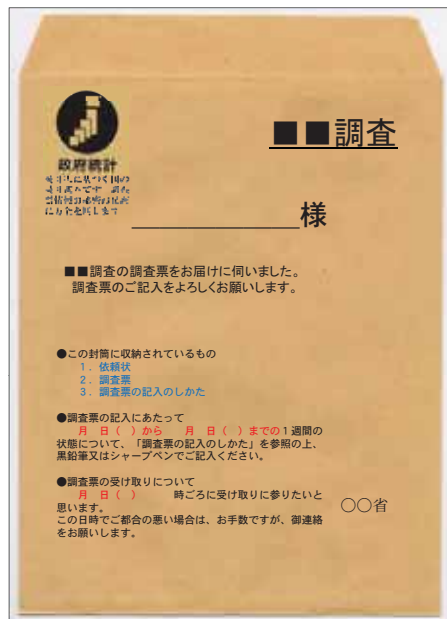 ■■調査
政府統計
様
■■調査の調査票をお届けに伺いました。
調査票のご記入をよろしくお願いします。
●この封筒に収納されているもの
1．依頼状
2．調査票
3．調査票の記入のしかた
●調査票の記入にあたって
月　日（　）から　月　日（　）までの1週間の
状態について、「調査票の記入のしかた」を参照の上、
黒鉛筆又はシャープペンでご記入ください。
●調査票の受け取りについて
月　日（　）　　時ごろに受け取りに参りたいと
思います。
この日時でご都合の悪い場合は、お手数ですが、御連絡
をお願いします。
〇〇省